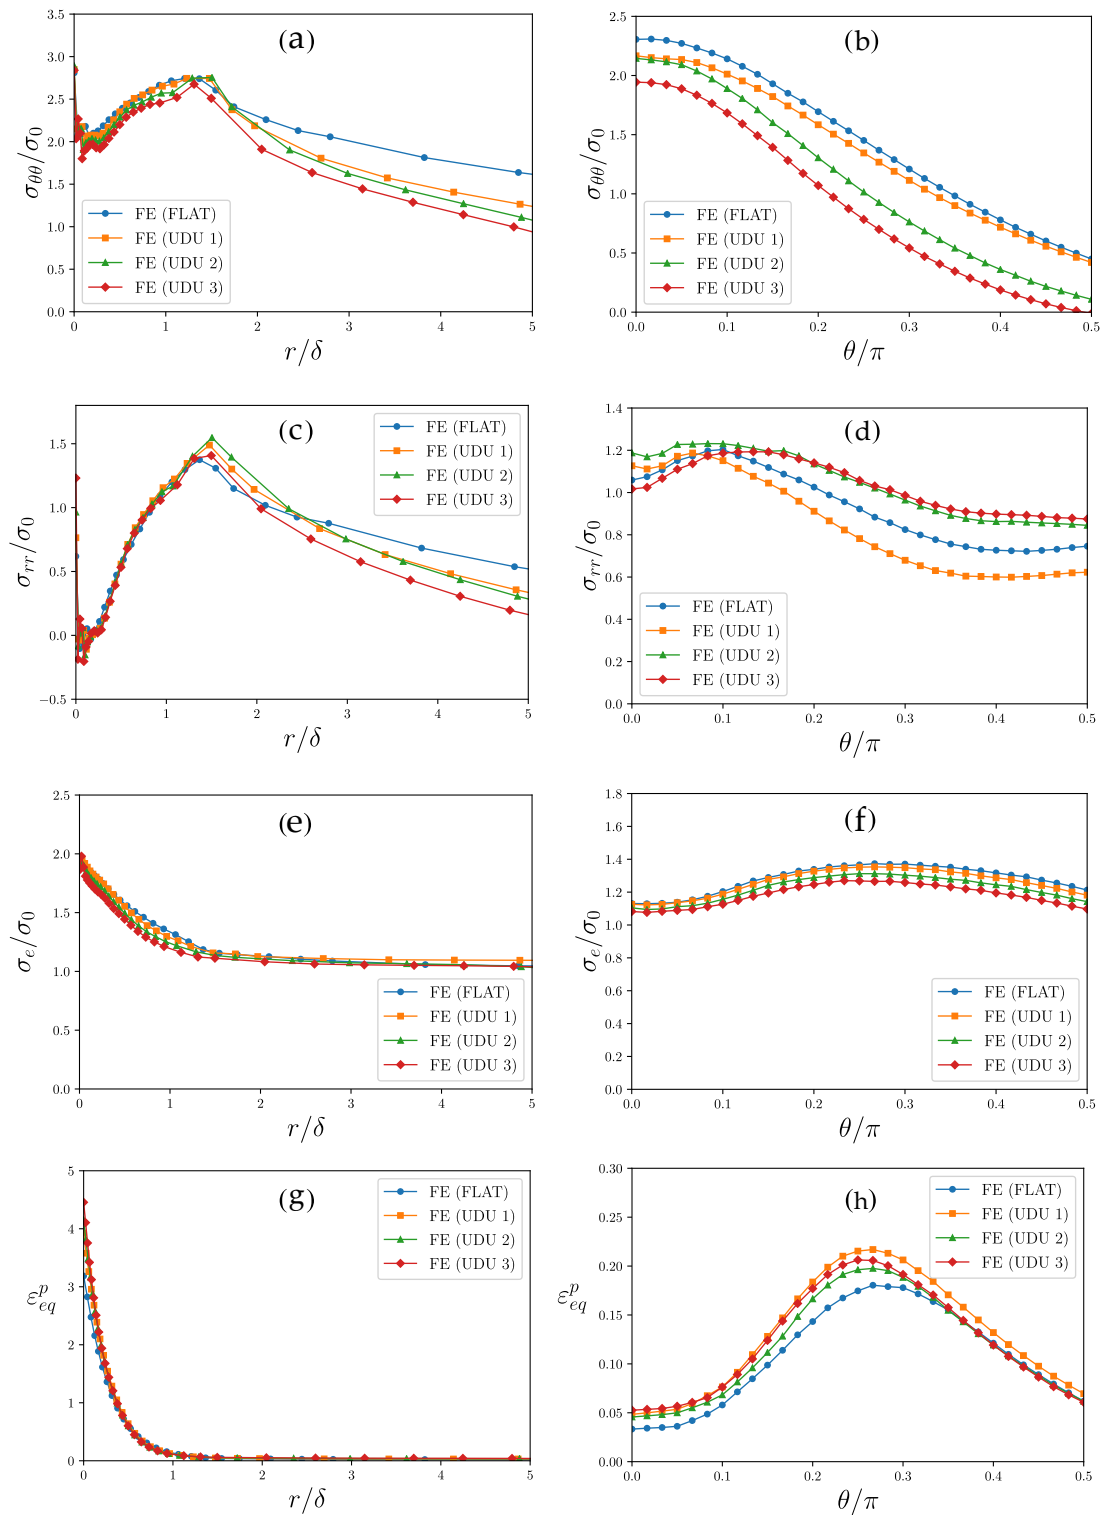 (a)
σθθ/σ0
3.5
3.0
2.5
2.0
1.5
1.0
0.5
0.0
FE (FLAT)
FE (UDU 1)
FE (UDU 2)
FE (UDU 3)
0 1 2 3 4 5
r/δ
(b)
σθθ/σ0
2.5
2.0
1.5
1.0
0.5
0.0
FE (FLAT)
FE (UDU 1)
FE (UDU 2)
FE (UDU 3)
0.0 0.1 0.2 0.3 0.4 0.5
θ/π
(c)
σrr/σ0
1.5
1.0
0.5
0.0
−0.5
FE (FLAT)
FE (UDU 1)
FE (UDU 2)
FE (UDU 3)
0 1 2 3 4 5
r/δ
(d)
σrr/σ0
1.4
1.2
1.0
0.8
0.6
0.4
0.2
0.0
FE (FLAT)
FE (UDU 1)
FE (UDU 2)
FE (UDU 3)
0.0 0.1 0.2 0.3 0.4 0.5
θ/π
(e)
σe/σ0
2.5
2.0
1.5
1.0
0.5
0.0
FE (FLAT)
FE (UDU 1)
FE (UDU 2)
FE (UDU 3)
0 1 2 3 4 5
r/δ
(f)
σe/σ0
1.8
1.6
1.4
1.2
1.0
0.8
0.6
0.4
0.2
0.0
FE (FLAT)
FE (UDU 1)
FE (UDU 2)
FE (UDU 3)
0.0 0.1 0.2 0.3 0.4 0.5
θ/π
(g)
ε^p_eq
5
4
3
2
1
0
FE (FLAT)
FE (UDU 1)
FE (UDU 2)
FE (UDU 3)
0 1 2 3 4 5
r/δ
(h)
ε^p_eq
0.30
0.25
0.20
0.15
0.10
0.05
0.00
FE (FLAT)
FE (UDU 1)
FE (UDU 2)
FE (UDU 3)
0.0 0.1 0.2 0.3 0.4 0.5
θ/π